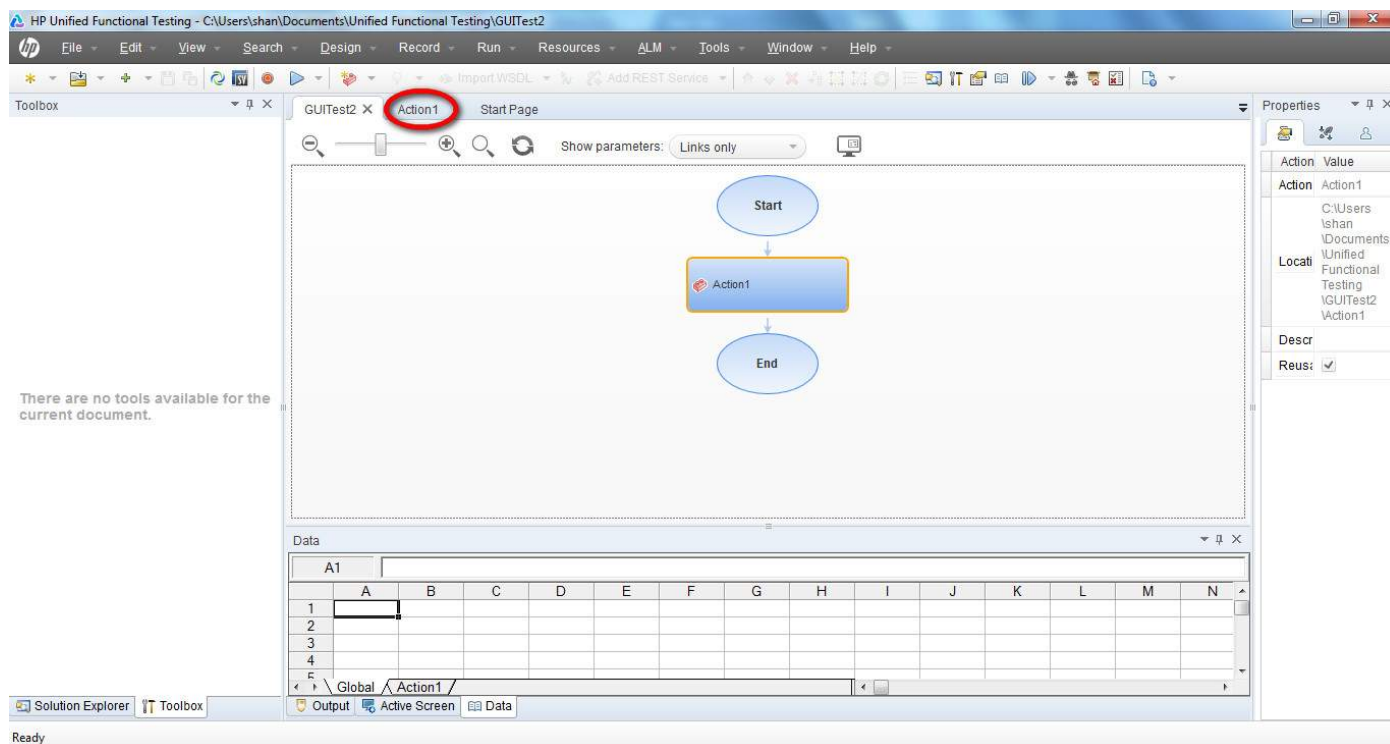 HP Unified Functional Testing - C:\Users\shan\Documents\Unified Functional Testing\GUITest2
hp File Edit View Search Design Record Run Resources ALM Tools Window Help
Import WSDL Add REST Service
Toolbox
GUITest2 Action1 Start Page
Properties
Show parameters: Links only
Action Value
Action Action1
Locati C:\Users
\shan
\Documents
\Unified
Functional
Testing
\GUITest2
\Action1
Descr
Reusa
Start
Action1
End
There are no tools available for the
current document.
Data
A1
A B C D E F G H I J K L M N
1
2
3
4
5
Global Action1
Solution Explorer Toolbox
Output Active Screen Data
Ready